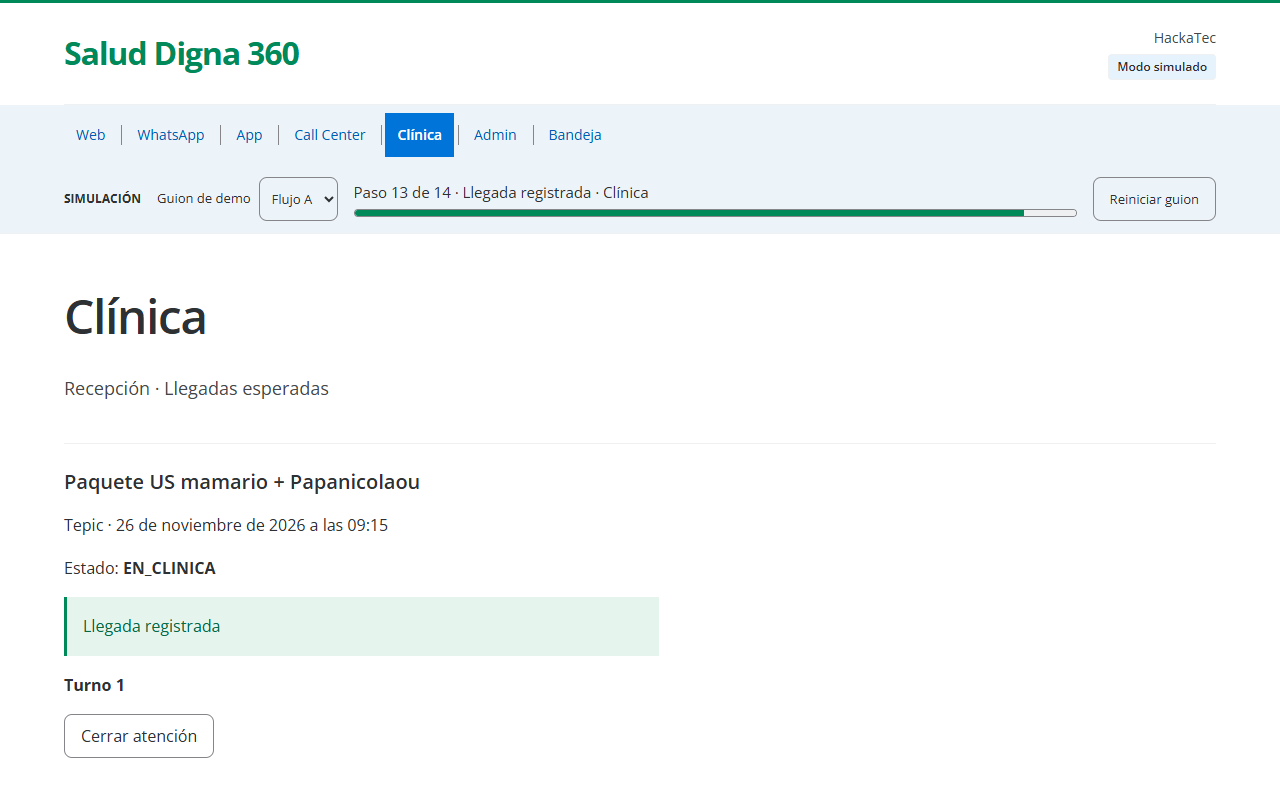 Salud Digna 360
HackaTec
Modo simulado
Web
WhatsApp
App
Call Center
Clínica
Admin
Bandeja
SIMULACIÓN
Guion de demo
Flujo A
Paso 13 de 14 · Llegada registrada · Clínica
Reiniciar guion
Clínica
Recepción · Llegadas esperadas
Paquete US mamario + Papanicolaou
Tepic · 26 de noviembre de 2026 a las 09:15
Estado: EN_CLINICA
Llegada registrada
Turno 1
Cerrar atención